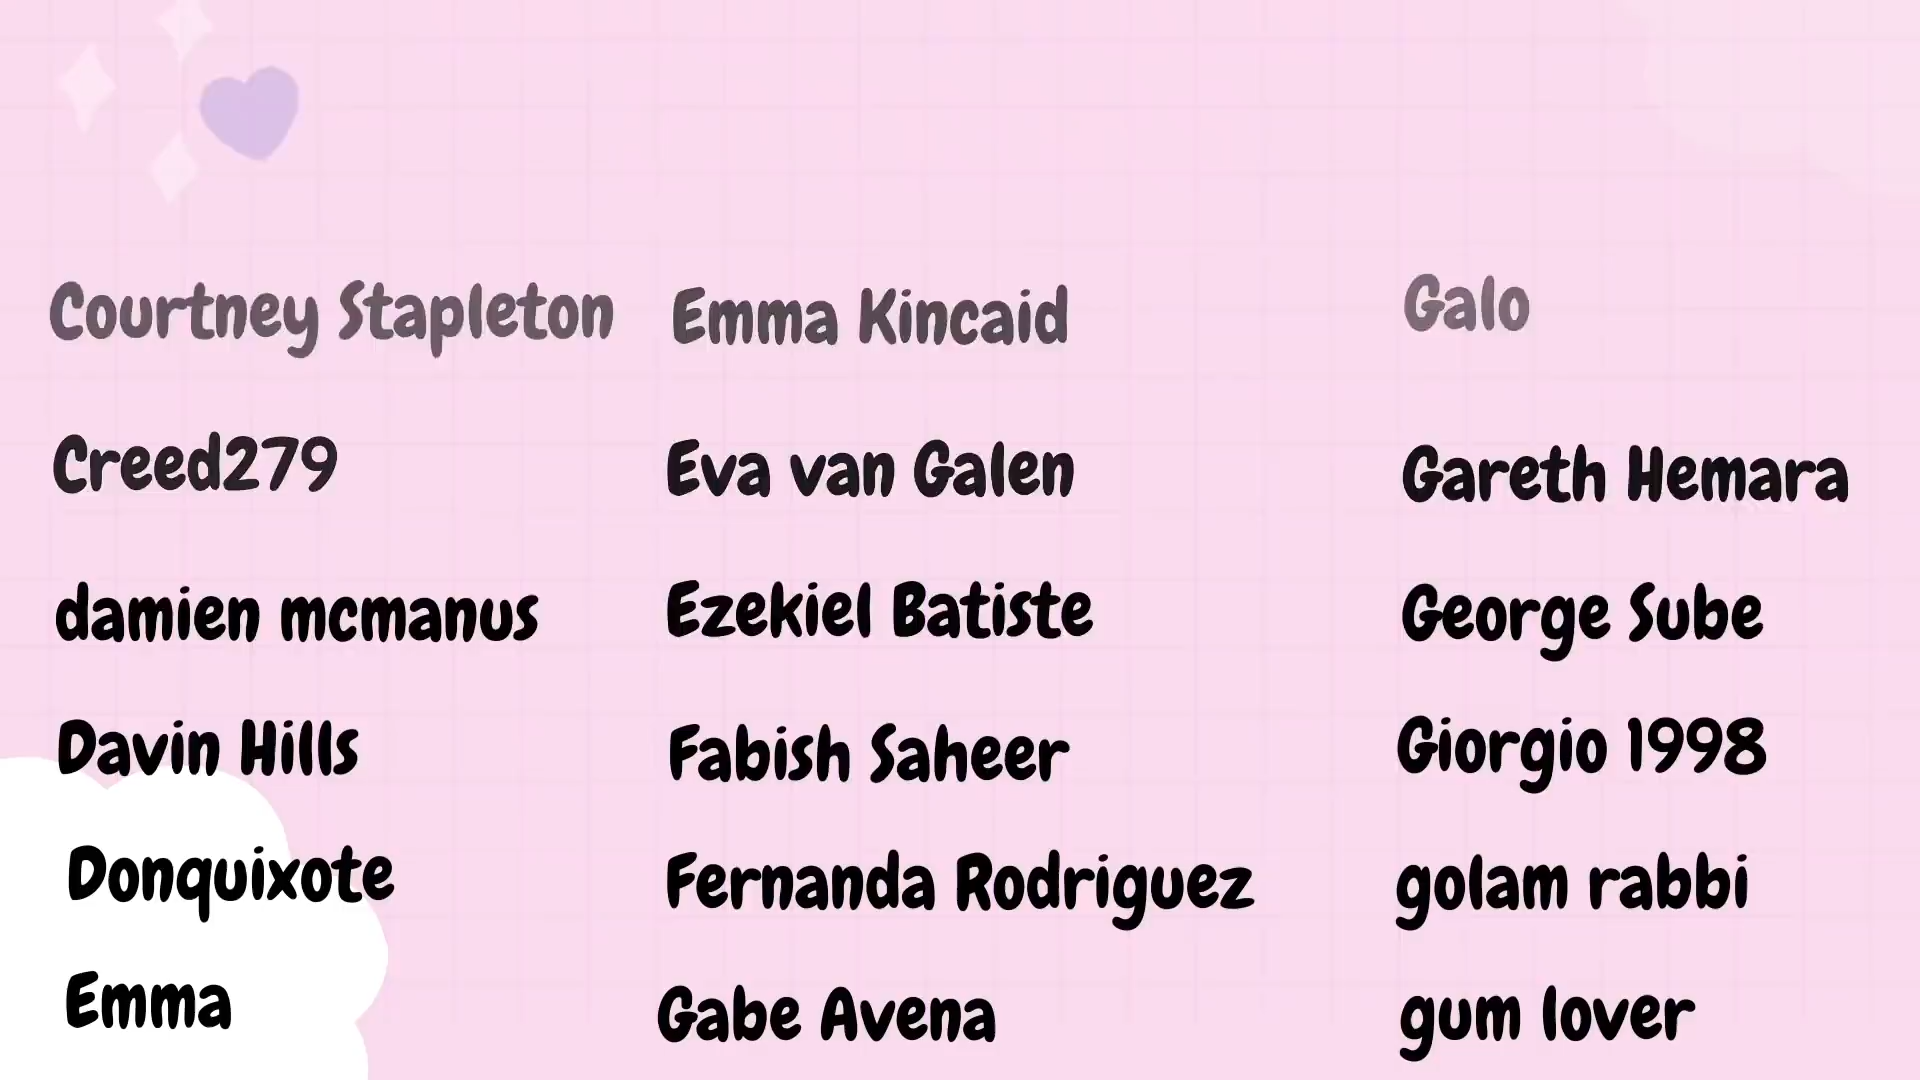 Courtney Stapleton
Creed279
damien mcmanus
Davin Hills
Donquixote
Emma
Emma Kincaid
Eva van Galen
Ezekiel Batiste
Fabish Saheer
Fernanda Rodriguez
Gabe Avena
Galo
Gareth Hemara
George Sube
Giorgio 1998
golam rabbi
gum lover